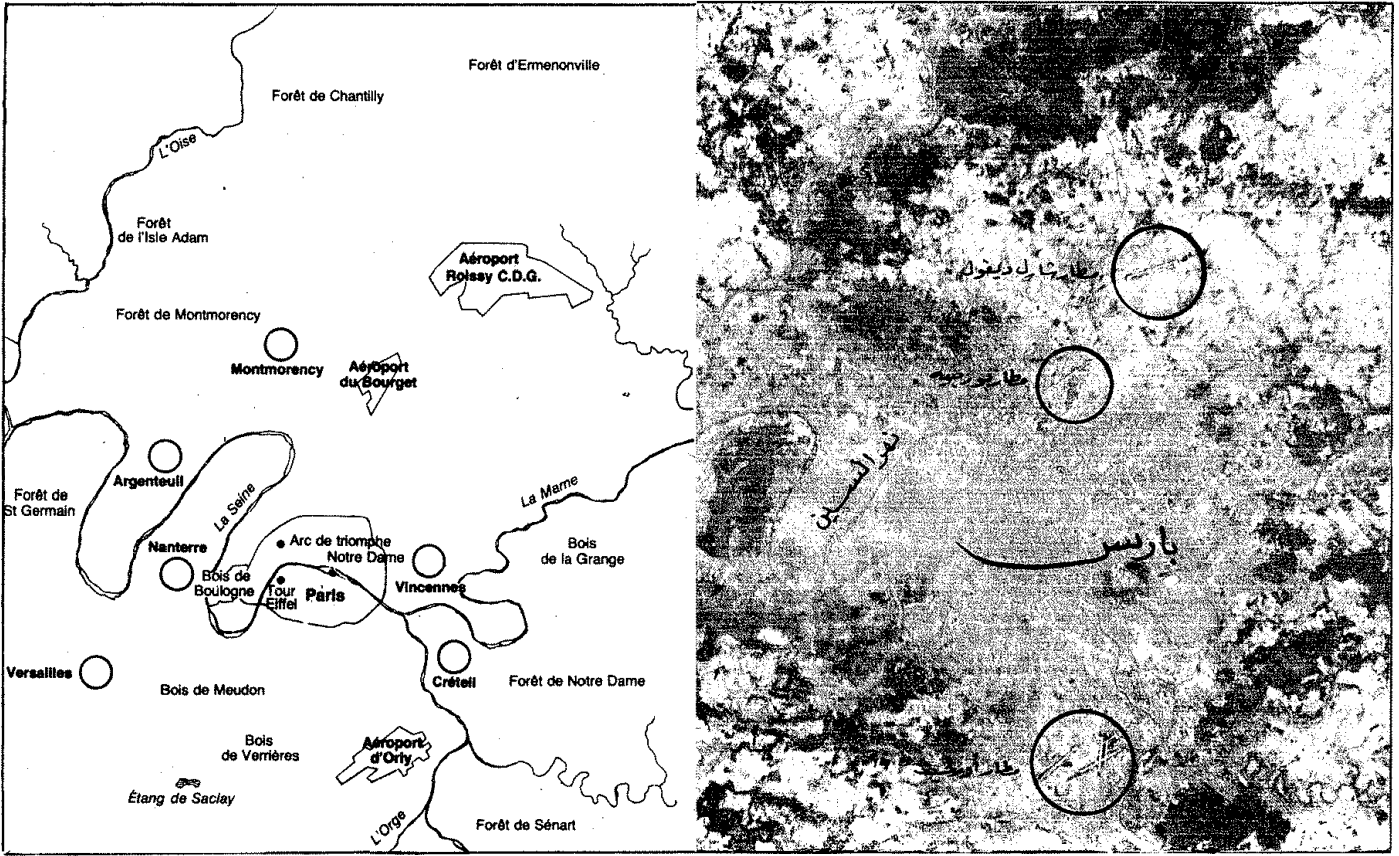 Forêt d'Ermenonville
Forêt de Chantilly
L'Oise
Forêt
de l'Isle Adam
Aéroport
Roissy C.D.G.
Forêt de Montmorency
Montmorency
Aéroport
du Bourget
Argenteuil
Forêt de
St Germain
La Seine
La Marne
Nanterre
Arc de triomphe
Notre Dame
Bois
de la Grange
Bois de
Boulogne
Tour
Eiffel
Paris
Vincennes
Versailles
Créteil
Bois de Meudon
Forêt de Notre Dame
Bois
de Verrières
Aéroport
d'Orly
Étang de Saclay
L'Orge
Forêt de Sénart
مطار شارل ديغول
مطار بورجيه
نهر السين
باريس
مطار أورلي